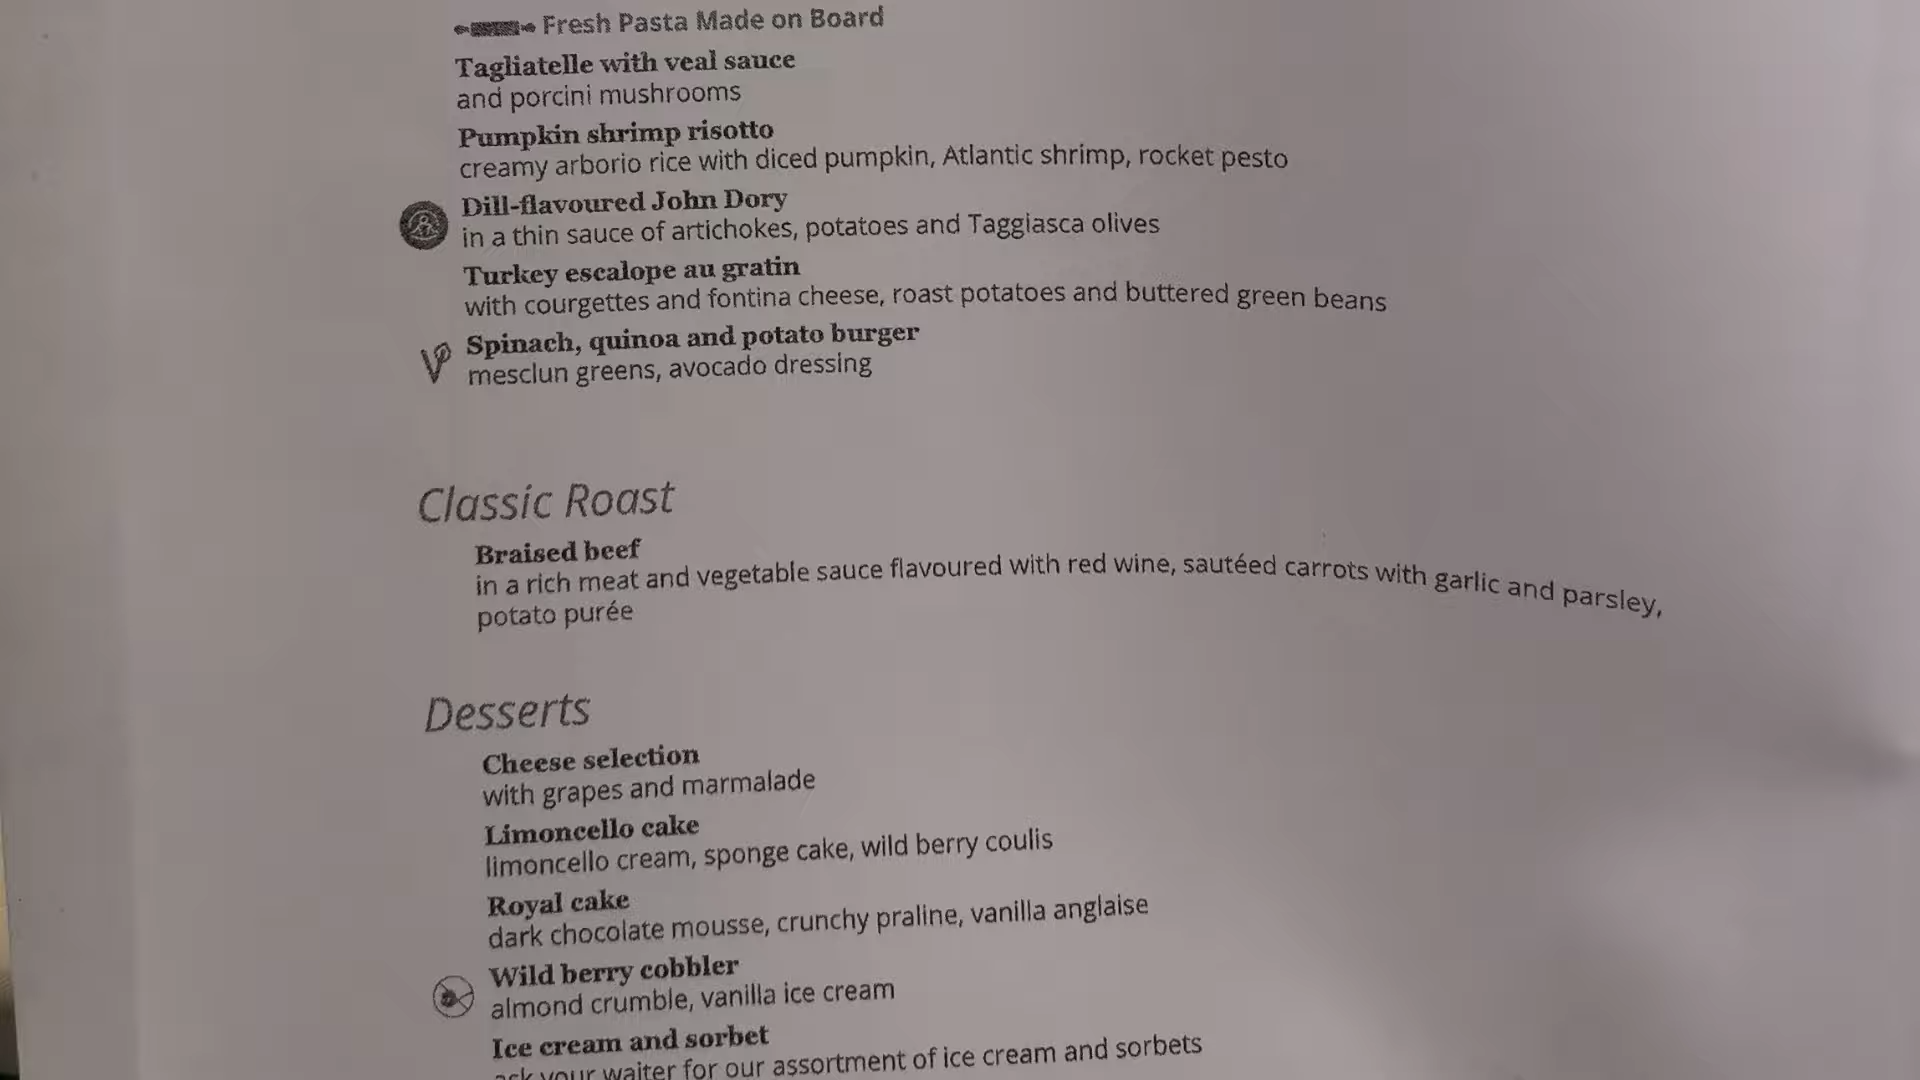 Fresh Pasta Made on Board
Tagliatelle with veal sauce
and porcini mushrooms
Pumpkin shrimp risotto
creamy arborio rice with diced pumpkin, Atlantic shrimp, rocket pesto
Dill-flavoured John Dory
in a thin sauce of artichokes, potatoes and Taggiasca olives
Turkey escalope au gratin
with courgettes and fontina cheese, roast potatoes and buttered green beans
Spinach, quinoa and potato burger
mesclun greens, avocado dressing
Classic Roast
Braised beef
in a rich meat and vegetable sauce flavoured with red wine, sautéed carrots with garlic and parsley,
potato purée
Desserts
Cheese selection
with grapes and marmalade
Limoncello cake
limoncello cream, sponge cake, wild berry coulis
Royal cake
dark chocolate mousse, crunchy praline, vanilla anglaise
Wild berry cobbler
almond crumble, vanilla ice cream
Ice cream and sorbet
ask your waiter for our assortment of ice cream and sorbets